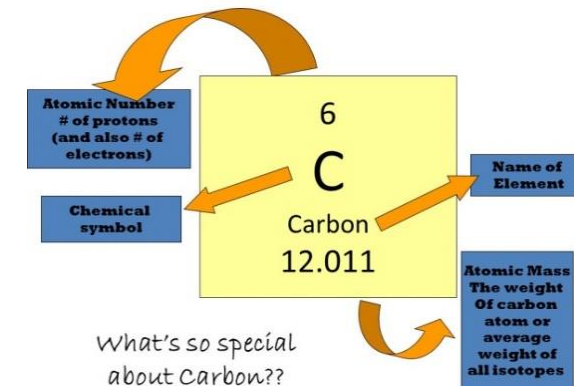 Atomic Number
# of protons
(and also # of
electrons)
6
C
Carbon
12.011
Chemical
symbol
Name of
Element
Atomic Mass
The weight
Of carbon
atom or
average
weight of
all isotopes
What's so special
about Carbon??